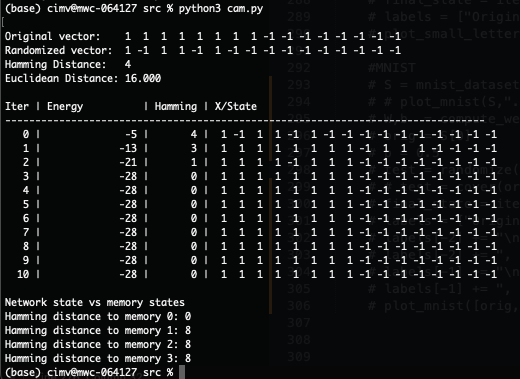 (base) cimv@mwc-064127 src % python3 cam.py
Original vector: 1 1 1 1 1 1 1 1 -1 -1 -1 -1 -1 -1 -1 -1
Randomized vector: 1 -1 1 1 -1 1 -1 -1 -1 -1 -1 -1 -1 -1 -1 -1
Hamming Distance: 4
Euclidean Distance: 16.000
Iter | Energy | Hamming | X/State
0 | -5 | 4 | 1 -1 1 1 -1 1 -1 -1 -1 -1 -1 -1 -1 -1 -1 -1
1 | -13 | 3 | 1 1 1 1 -1 1 -1 -1 -1 -1 -1 -1 -1 -1 -1 -1
2 | -21 | 1 | 1 1 1 1 1 1 1 -1 -1 -1 -1 -1 -1 -1 -1 -1
3 | -28 | 0 | 1 1 1 1 1 1 1 1 -1 -1 -1 -1 -1 -1 -1 -1
4 | -28 | 0 | 1 1 1 1 1 1 1 1 -1 -1 -1 -1 -1 -1 -1 -1
5 | -28 | 0 | 1 1 1 1 1 1 1 1 -1 -1 -1 -1 -1 -1 -1 -1
6 | -28 | 0 | 1 1 1 1 1 1 1 1 -1 -1 -1 -1 -1 -1 -1 -1
7 | -28 | 0 | 1 1 1 1 1 1 1 1 -1 -1 -1 -1 -1 -1 -1 -1
8 | -28 | 0 | 1 1 1 1 1 1 1 1 -1 -1 -1 -1 -1 -1 -1 -1
9 | -28 | 0 | 1 1 1 1 1 1 1 1 -1 -1 -1 -1 -1 -1 -1 -1
10 | -28 | 0 | 1 1 1 1 1 1 1 1 -1 -1 -1 -1 -1 -1 -1 -1
Network state vs memory states
Hamming distance to memory 0: 0
Hamming distance to memory 1: 8
Hamming distance to memory 2: 8
Hamming distance to memory 3: 8
(base) cimv@mwc-064127 src %
292 #MNIST
305 # labels[-1] += ",
306 # plot_mnist([orig,
307
308
309